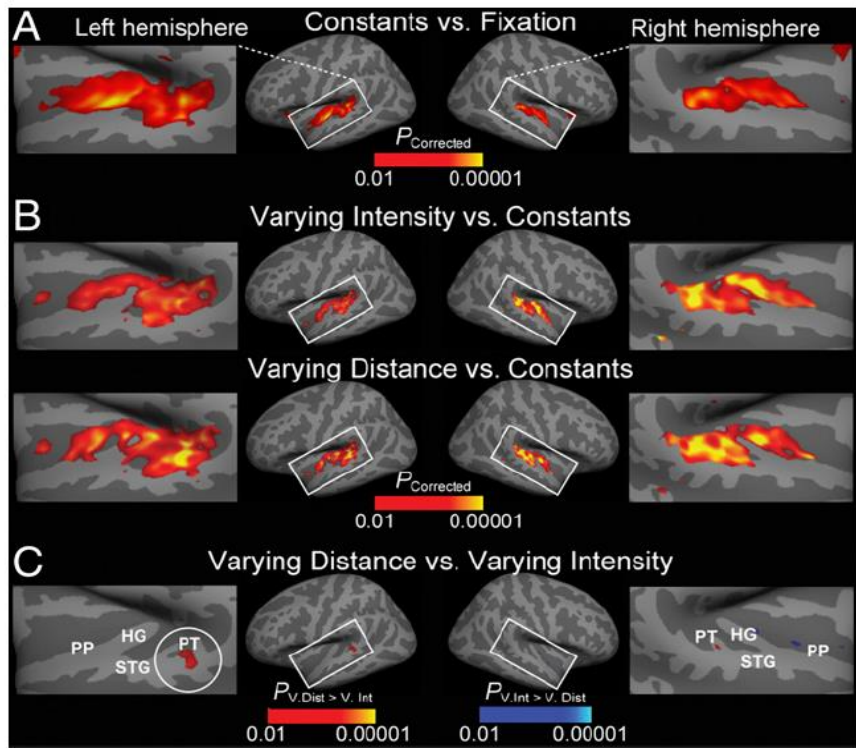 A
Constants vs. Fixation
Left hemisphere
Right hemisphere
PCorrected
0.01 0.00001
B
Varying Intensity vs. Constants
Varying Distance vs. Constants
PCorrected
0.01 0.00001
C
Varying Distance vs. Varying Intensity
PP HG STG PT
PT HG STG PP
PV.Dist > V. Int
PV.Int > V. Dist
0.01 0.00001
0.01 0.00001